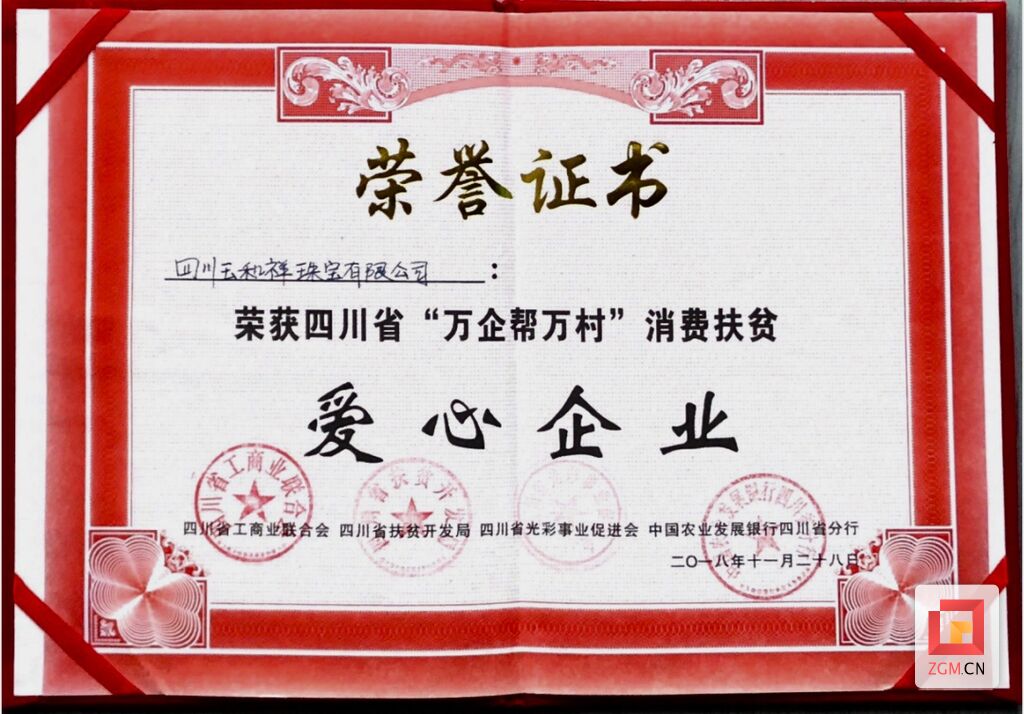 荣誉证书
四川玉和祥珠宝有限公司：
荣获四川省“万企帮万村”消费扶贫
爱心企业
四川省工商业联合会 四川省扶贫开发局 四川省光彩事业促进会 中国农业发展银行四川省分行
二〇一八年十一月二十八日
ZGM.CN